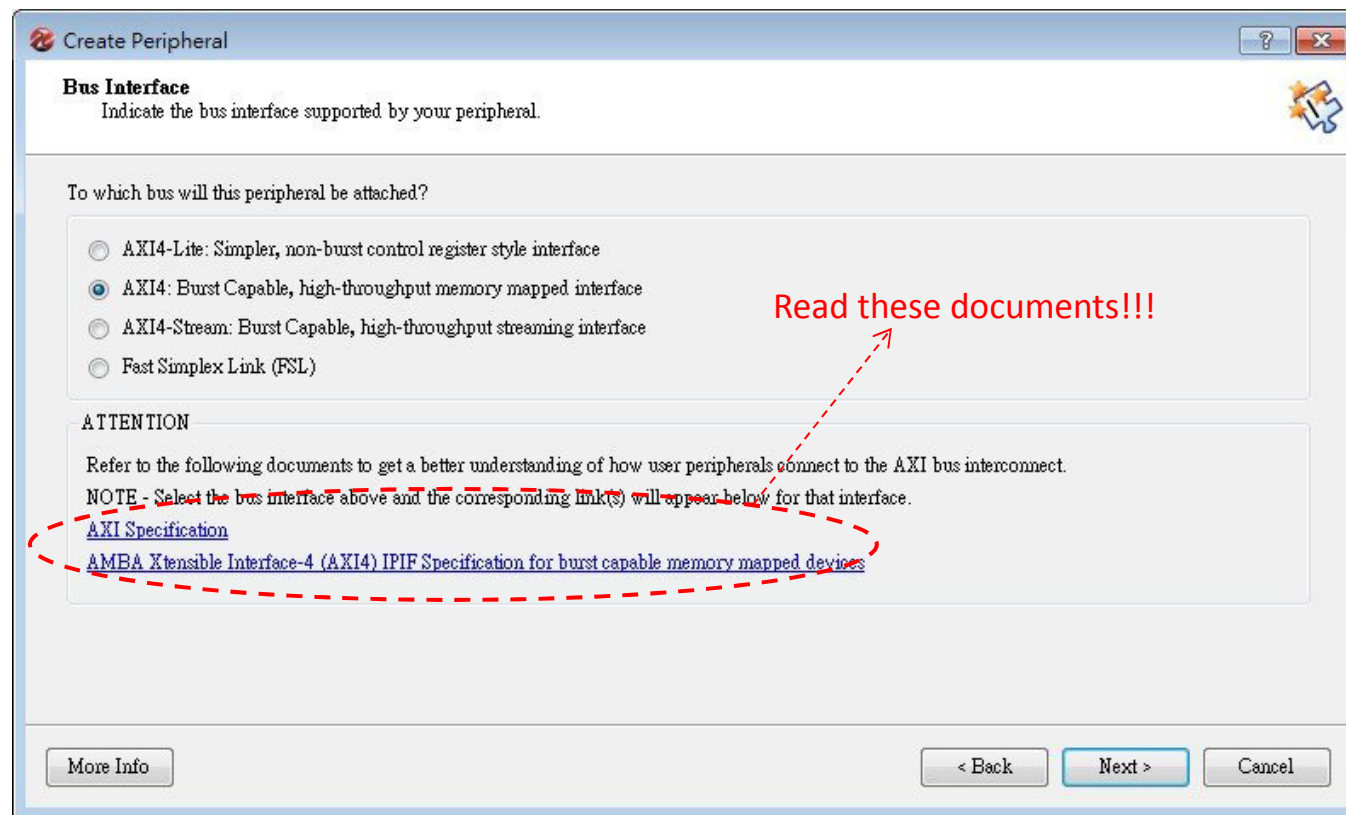 Create Peripheral
Bus Interface
Indicate the bus interface supported by your peripheral.
To which bus will this peripheral be attached?
AXI4-Lite: Simpler, non-burst control register style interface
AXI4: Burst Capable, high-throughput memory mapped interface
Read these documents!!!
AXI4-Stream: Burst Capable, high-throughput streaming interface
Fast Simplex Link (FSL)
ATTENTION
Refer to the following documents to get a better understanding of how user peripherals connect to the AXI bus interconnect.
NOTE - Select the bus interface above and the corresponding link(s) will appear below for that interface.
AXI Specification
AMBA Xtensible Interface-4 (AXI4) IPIF Specification for burst capable memory mapped devices
More Info
< Back
Next >
Cancel